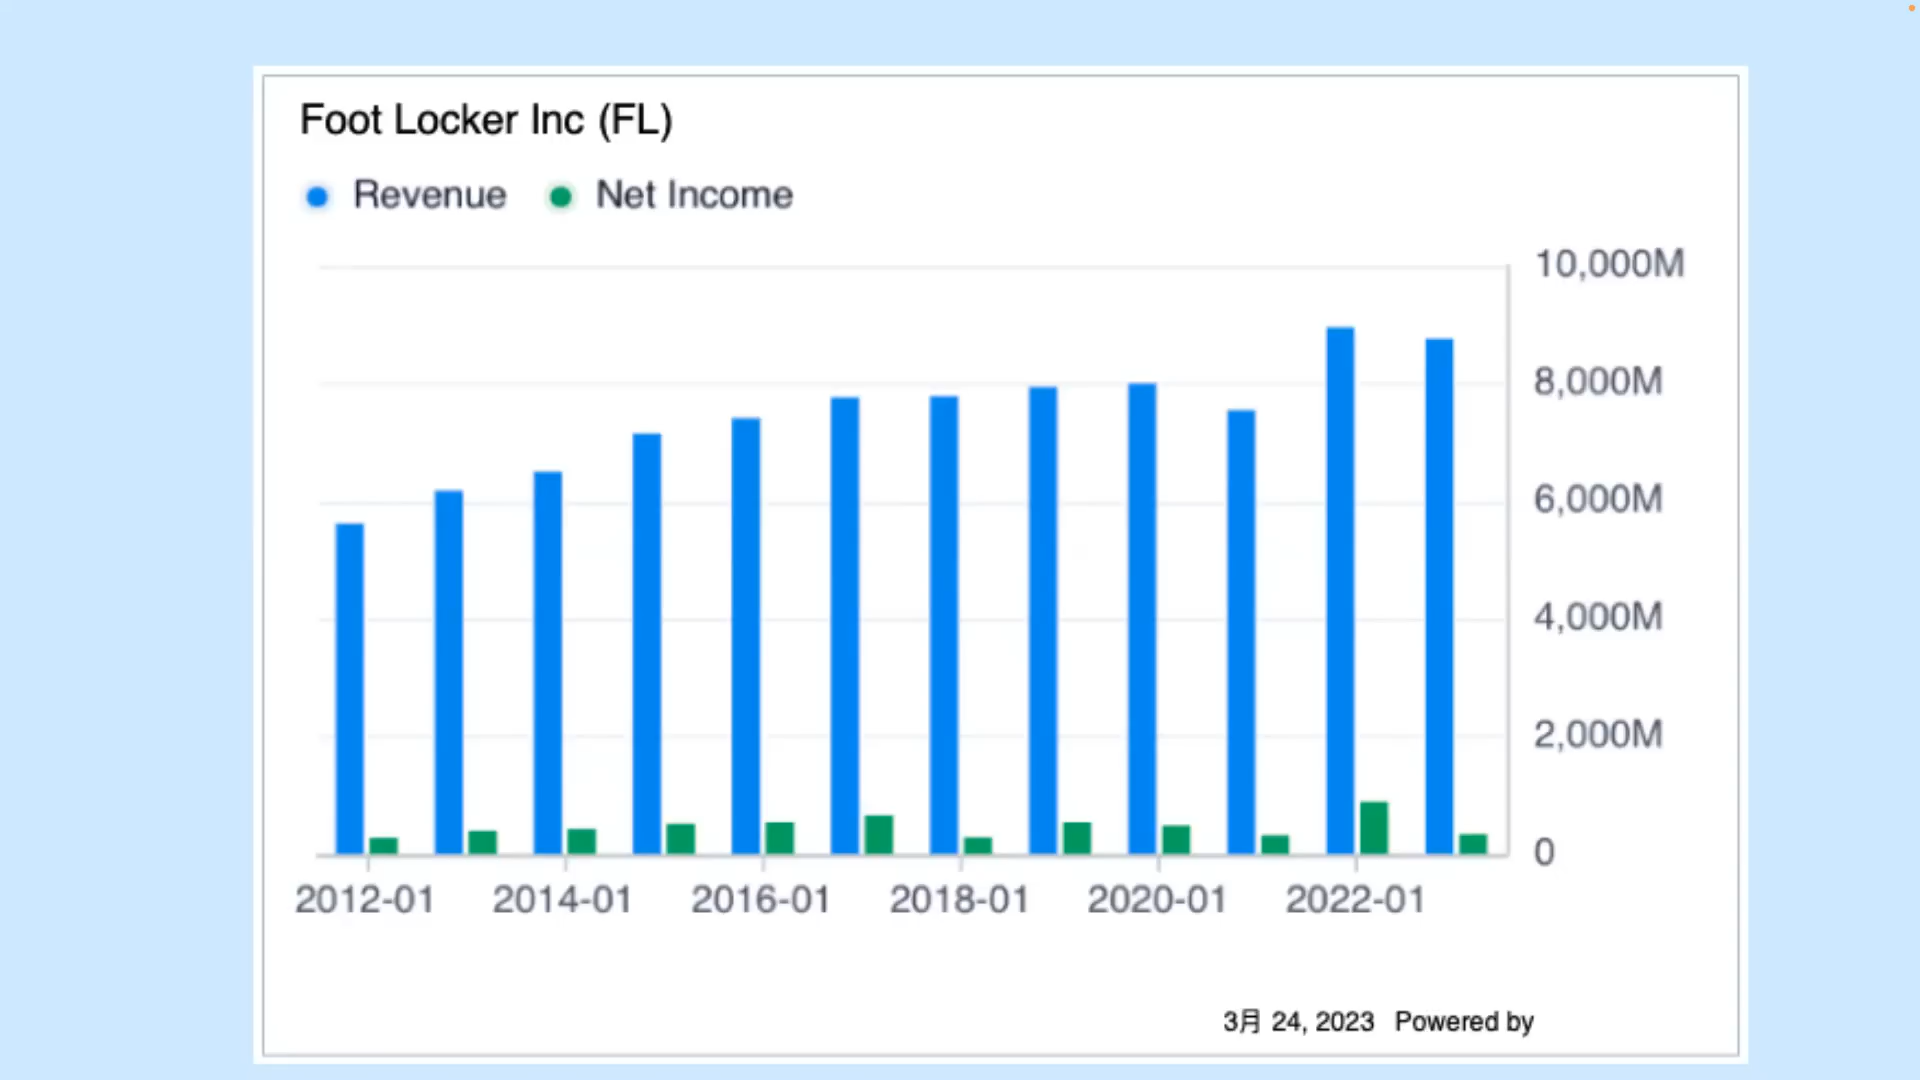 Foot Locker Inc (FL)
Revenue Net Income
10,000M
8,000M
6,000M
4,000M
2,000M
0
2012-01 2014-01 2016-01 2018-01 2020-01 2022-01
3月 24, 2023 Powered by